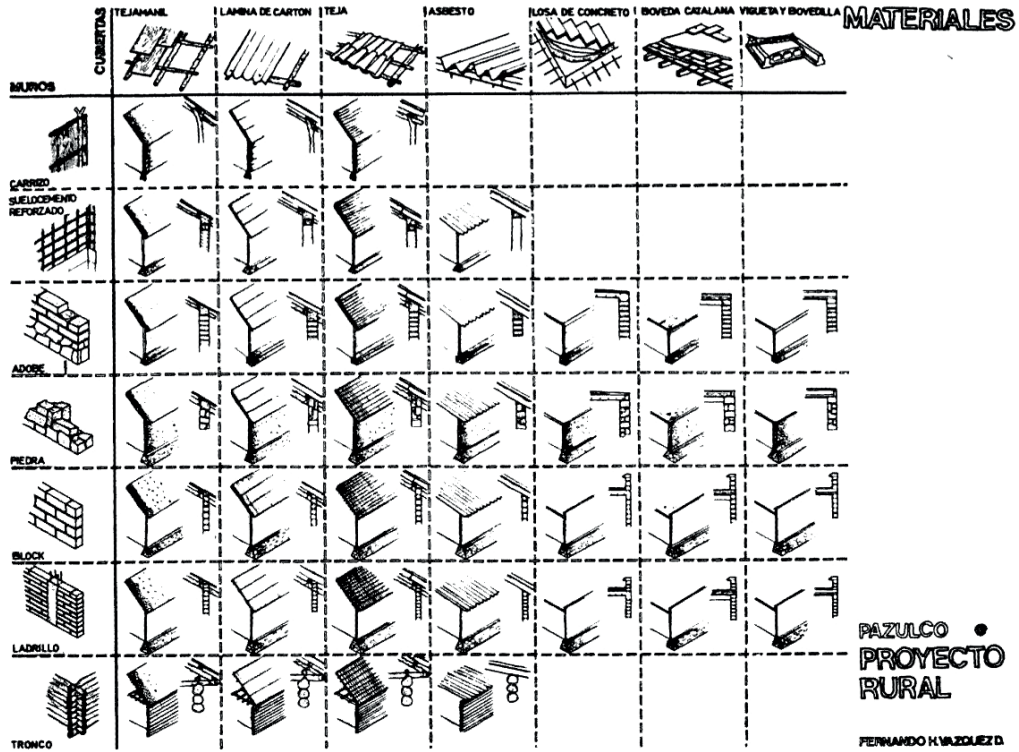 CUBIERTAS
TEJAMANIL
LAMINA DE CARTON
TEJA
ASBESTO
LOSA DE CONCRETO
BOVEDA CATALANA
VIGUETA Y BOVEDILLA
MATERIALES
MUROS
CARRIZO
SUELOCEMENTO
REFORZADO
ADOBE
PIEDRA
BLOCK
LADRILLO
TRONCO
PAZULCO
PROYECTO
RURAL
FERNANDO H. VAZQUEZ D.